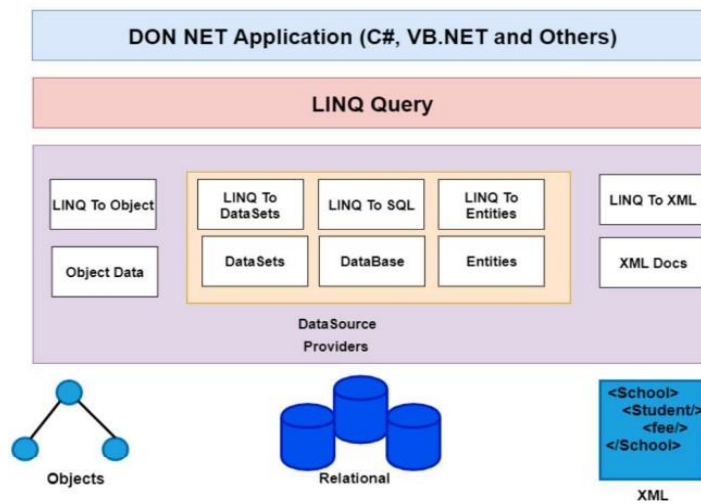 DON NET Application (C#, VB.NET and Others)
LINQ Query
LINQ To Object
LINQ To
DataSets
LINQ To SQL
LINQ To
Entities
LINQ To XML
Object Data
DataSets
DataBase
Entities
XML Docs
DataSource
Providers
Objects
Relational
<School>
<Student/>
<fee/>
</School>
XML